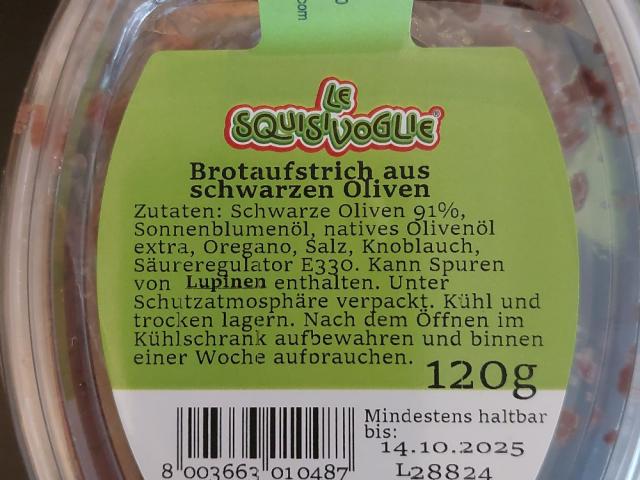 LE
SQUISIVOGLIE®
Brotaufstrich aus
schwarzen Oliven
Zutaten: Schwarze Oliven 91%,
Sonnenblumenöl, natives Olivenöl
extra, Oregano, Salz, Knoblauch,
Säureregulator E330. Kann Spuren
von Lupinen enthalten. Unter
Schutzatmosphäre verpackt. Kühl und
trocken lagern. Nach dem Öffnen im
Kühlschrank aufbewahren und binnen
einer Woche aufbrauchen.
120g
Mindestens haltbar
bis:
14.10.2025
L28824
8 003663 010487